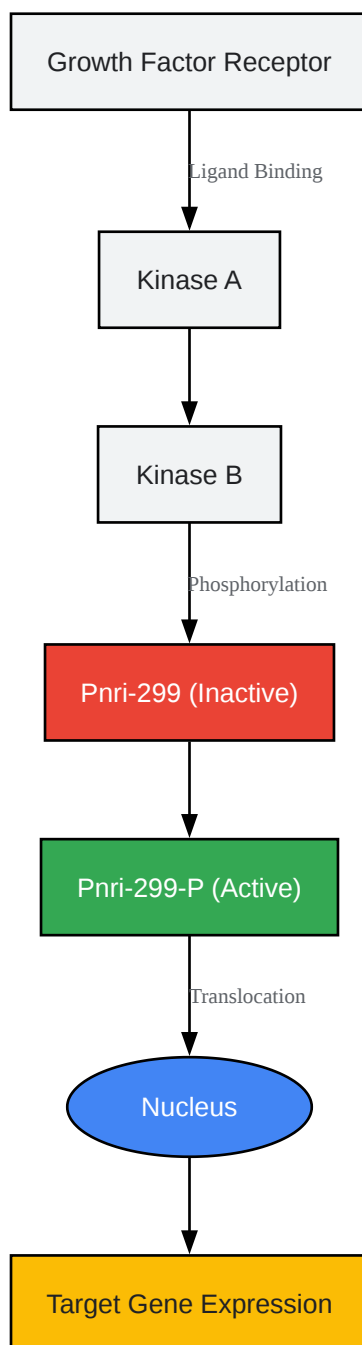 Growth Factor Receptor
Ligand Binding
Kinase A
Kinase B
Phosphorylation
Pnri-299 (Inactive)
Pnri-299-P (Active)
Translocation
Nucleus
Target Gene Expression